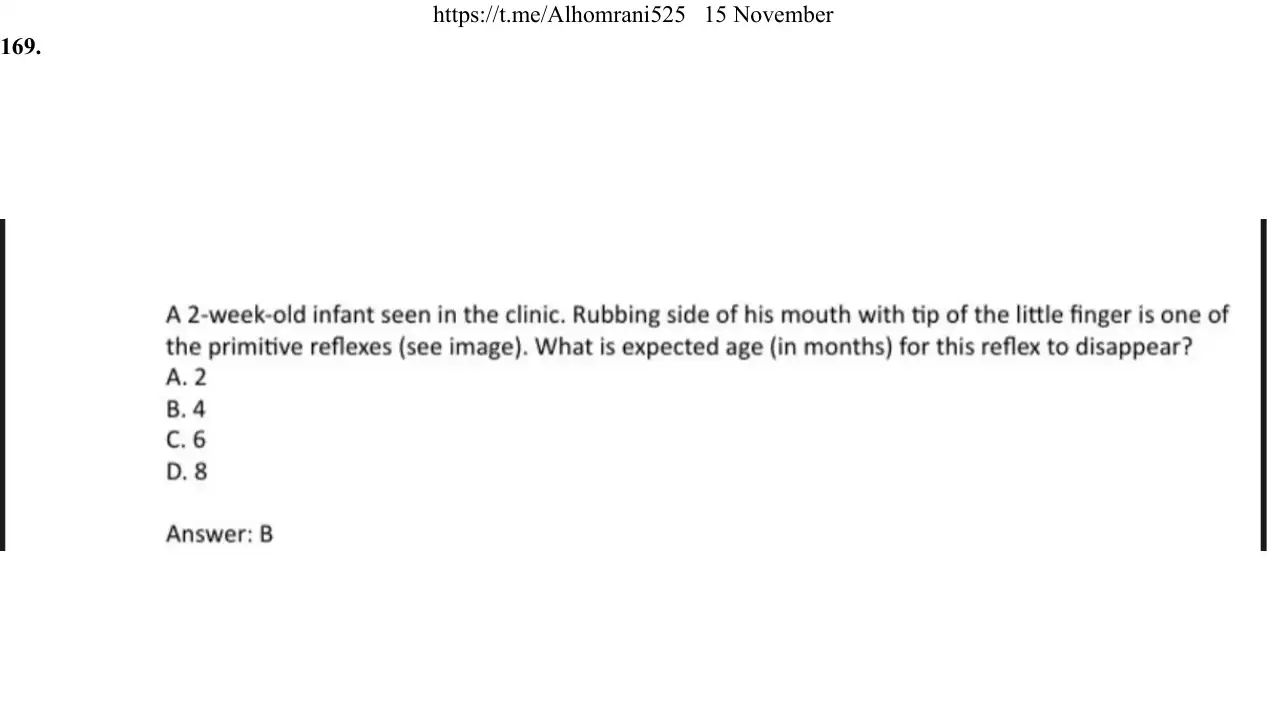 https://t.me/Alhomrani525 15 November
169.
A 2-week-old infant seen in the clinic. Rubbing side of his mouth with tip of the little finger is one of
the primitive reflexes (see image). What is expected age (in months) for this reflex to disappear?
A. 2
B. 4
C. 6
D. 8
Answer: B